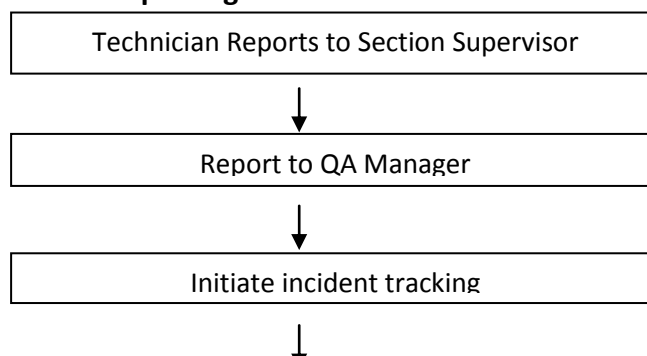 Technician Reports to Section Supervisor
Report to QA Manager
Initiate incident tracking